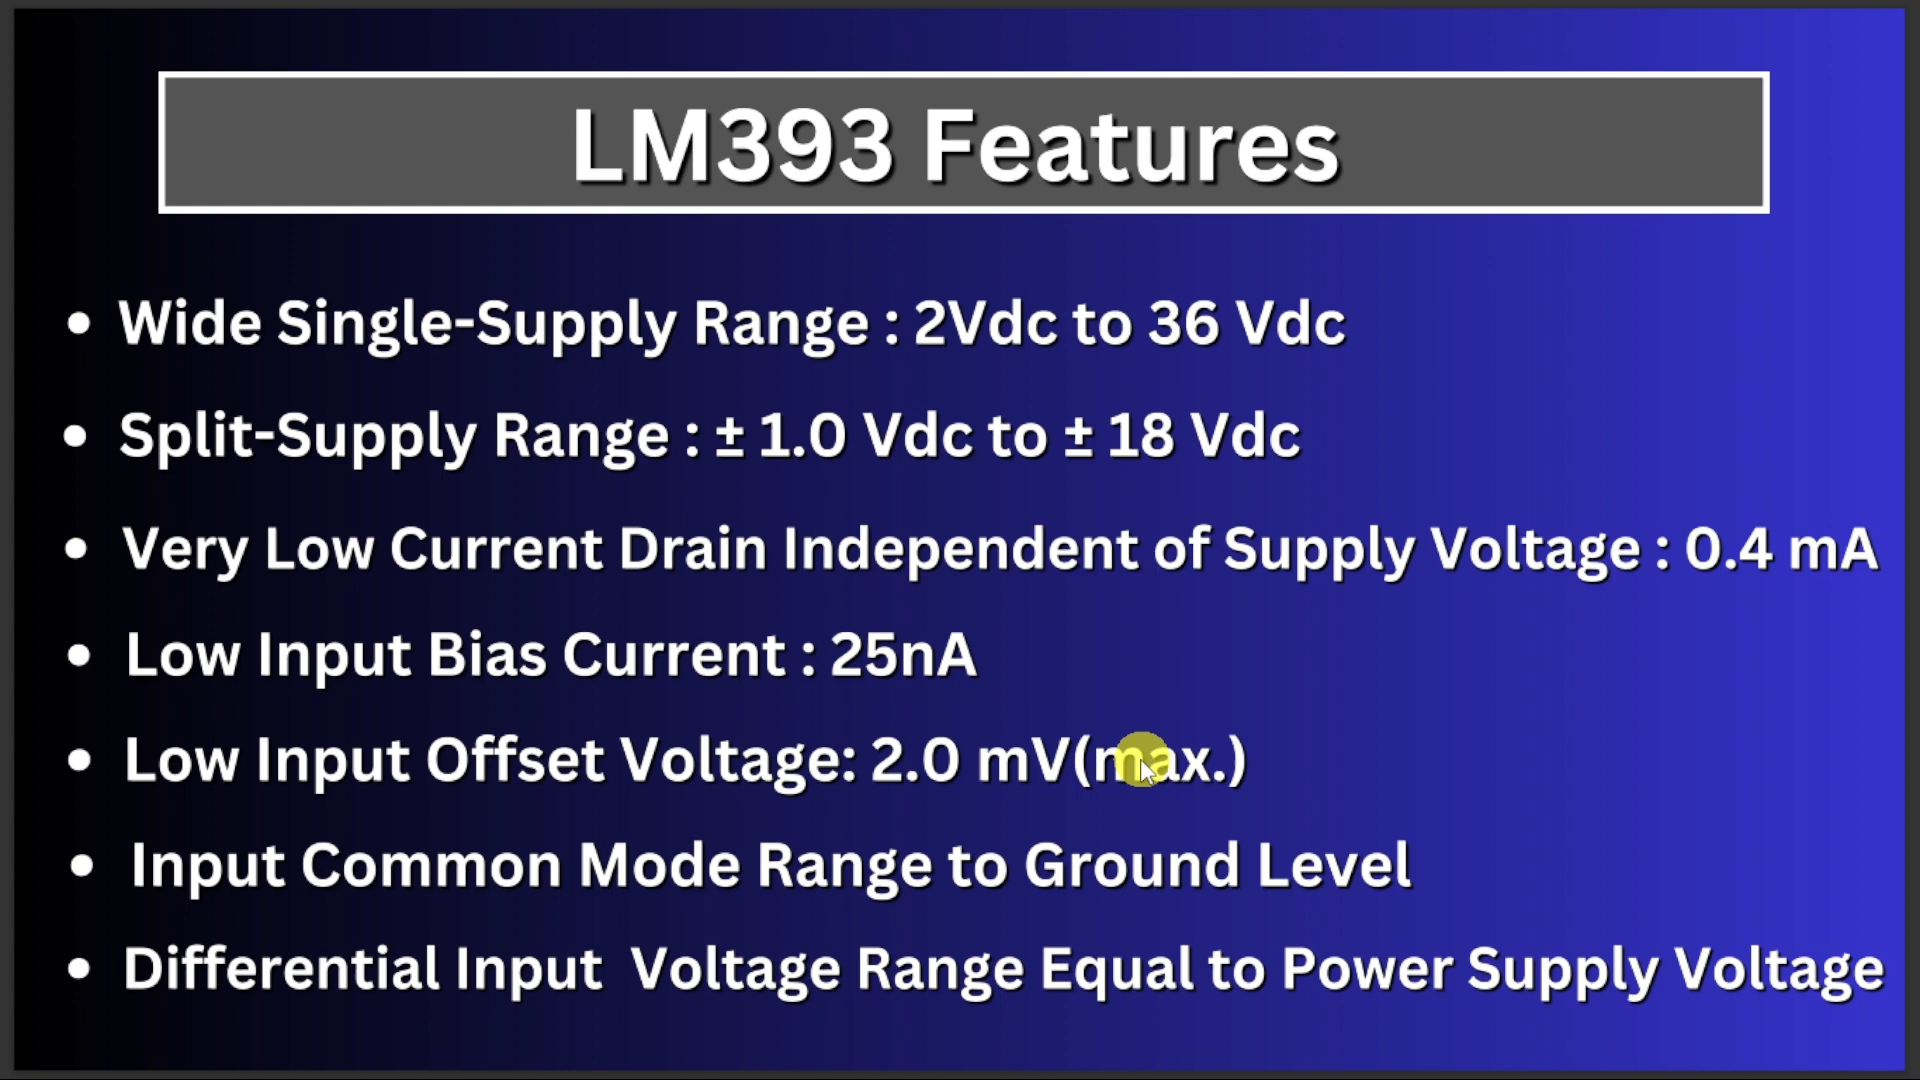 LM393 Features
• Wide Single-Supply Range : 2Vdc to 36 Vdc
• Split-Supply Range : ± 1.0 Vdc to ± 18 Vdc
• Very Low Current Drain Independent of Supply Voltage : 0.4 mA
• Low Input Bias Current : 25nA
• Low Input Offset Voltage: 2.0 mV(max.)
• Input Common Mode Range to Ground Level
• Differential Input Voltage Range Equal to Power Supply Voltage